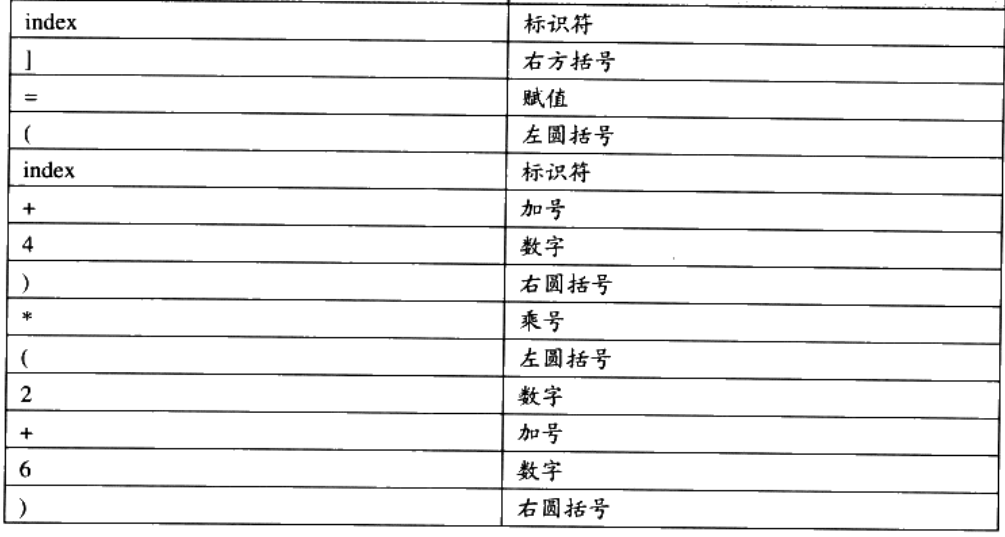 index 标识符
] 右方括号
= 赋值
( 左圆括号
index 标识符
+ 加号
4 数字
) 右圆括号
* 乘号
( 左圆括号
2 数字
+ 加号
6 数字
) 右圆括号